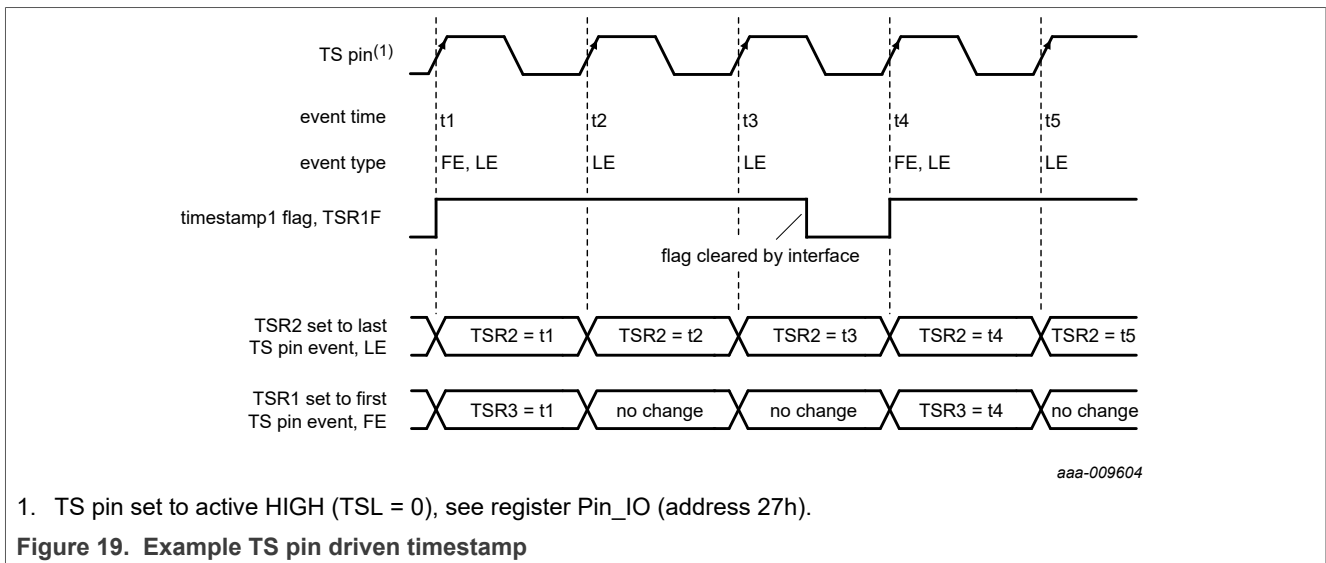 TS pin(1)
event time t1 t2 t3 t4 t5
event type FE, LE LE LE FE, LE LE
timestamp1 flag, TSR1F
flag cleared by interface
TSR2 set to last
TS pin event, LE
TSR2 = t1 TSR2 = t2 TSR2 = t3 TSR2 = t4 TSR2 = t5
TSR1 set to first
TS pin event, FE
TSR3 = t1 no change no change TSR3 = t4 no change
aaa-009604
1. TS pin set to active HIGH (TSL = 0), see register Pin_IO (address 27h).
Figure 19. Example TS pin driven timestamp